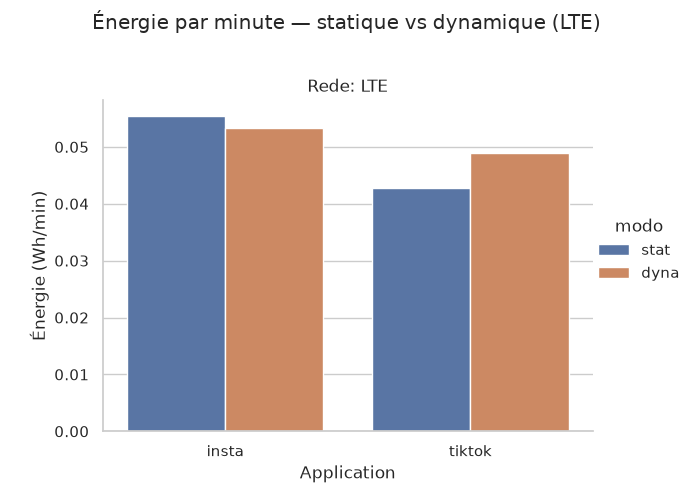 Énergie par minute — statique vs dynamique (LTE)
Rede: LTE
Énergie (Wh/min)
0.05
0.04
0.03
0.02
0.01
0.00
insta
tiktok
Application
modo
stat
dyna